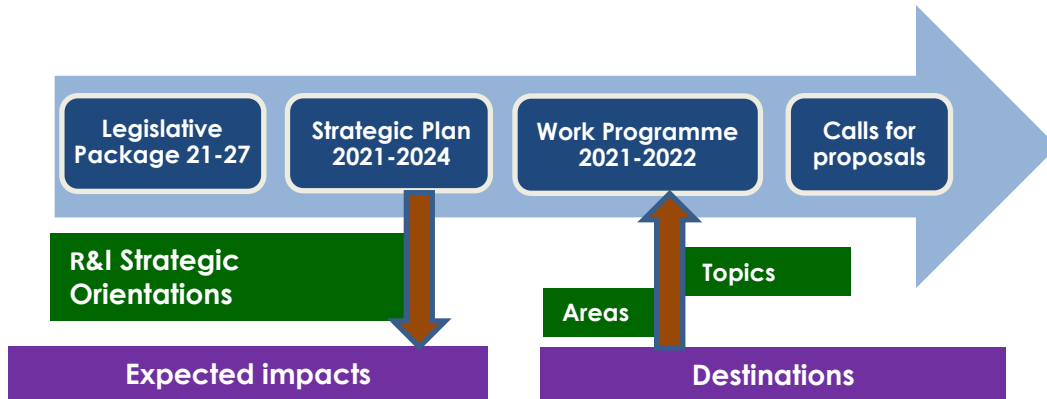 Legislative
Package 21-27
Strategic Plan
2021-2024
Work Programme
2021-2022
Calls for
proposals
R&I Strategic
Orientations
Topics
Areas
Expected impacts
Destinations